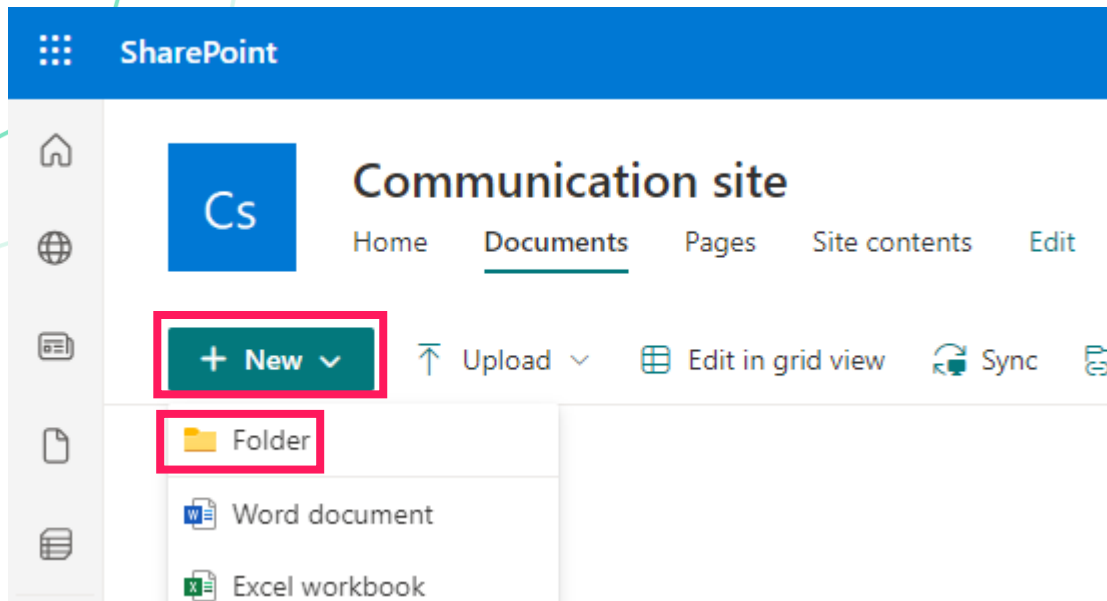 SharePoint
Cs
Communication site
Home Documents Pages Site contents Edit
+ New Upload Edit in grid view Sync
Folder
Word document
Excel workbook